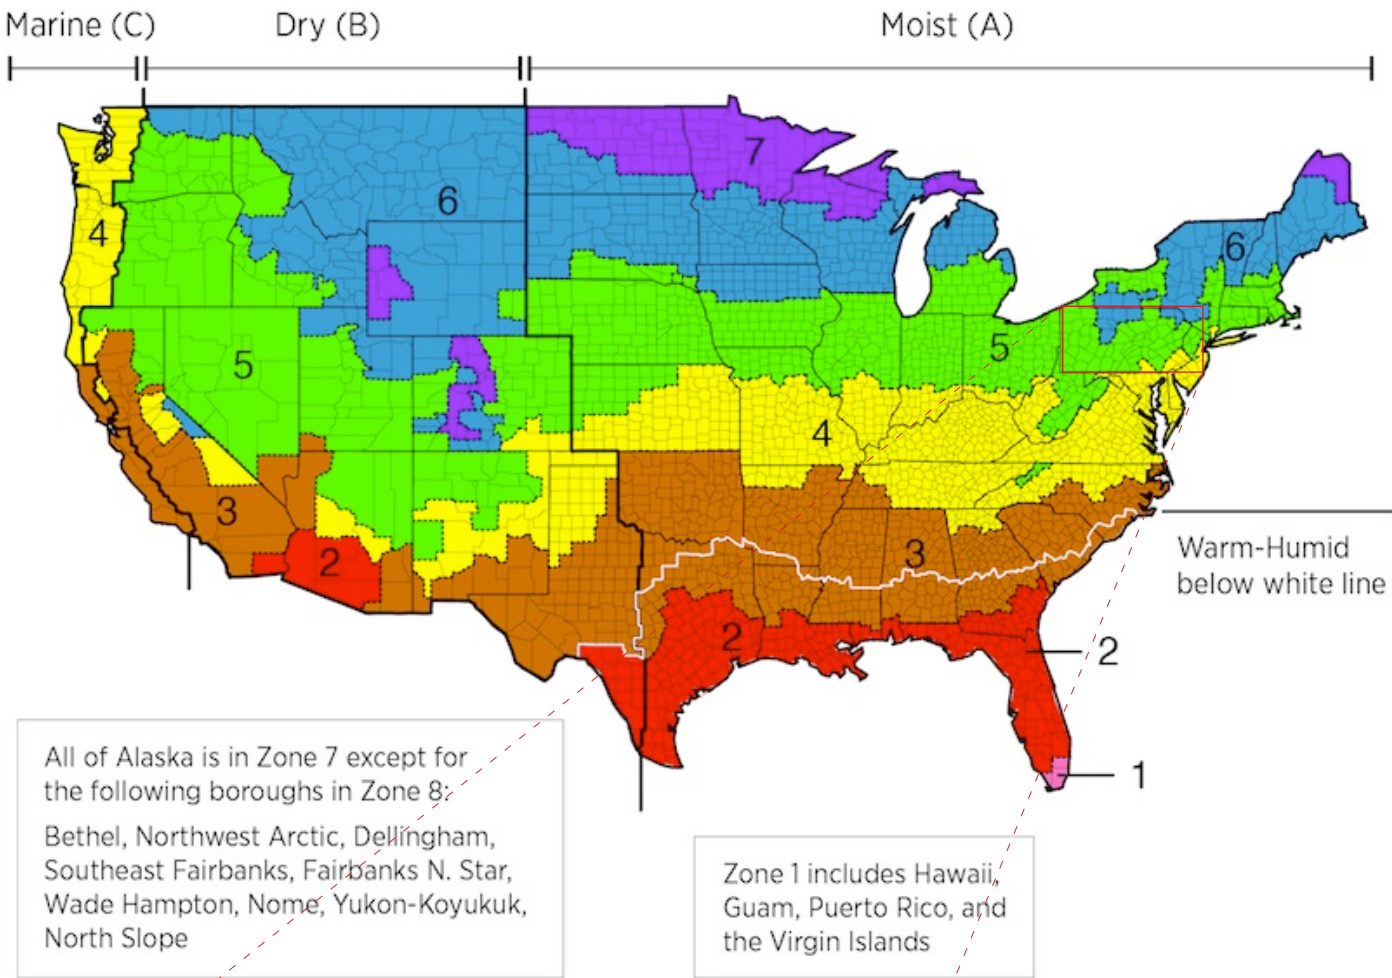 Marine (C)
Dry (B)
Moist (A)
7
6
6
4
5
5
4
3
3
2
2
Warm-Humid
below white line
2
1
All of Alaska is in Zone 7 except for
the following boroughs in Zone 8:
Bethel, Northwest Arctic, Dellingham,
Southeast Fairbanks, Fairbanks N. Star,
Wade Hampton, Nome, Yukon-Koyukuk,
North Slope
Zone 1 includes Hawaii,
Guam, Puerto Rico, and
the Virgin Islands